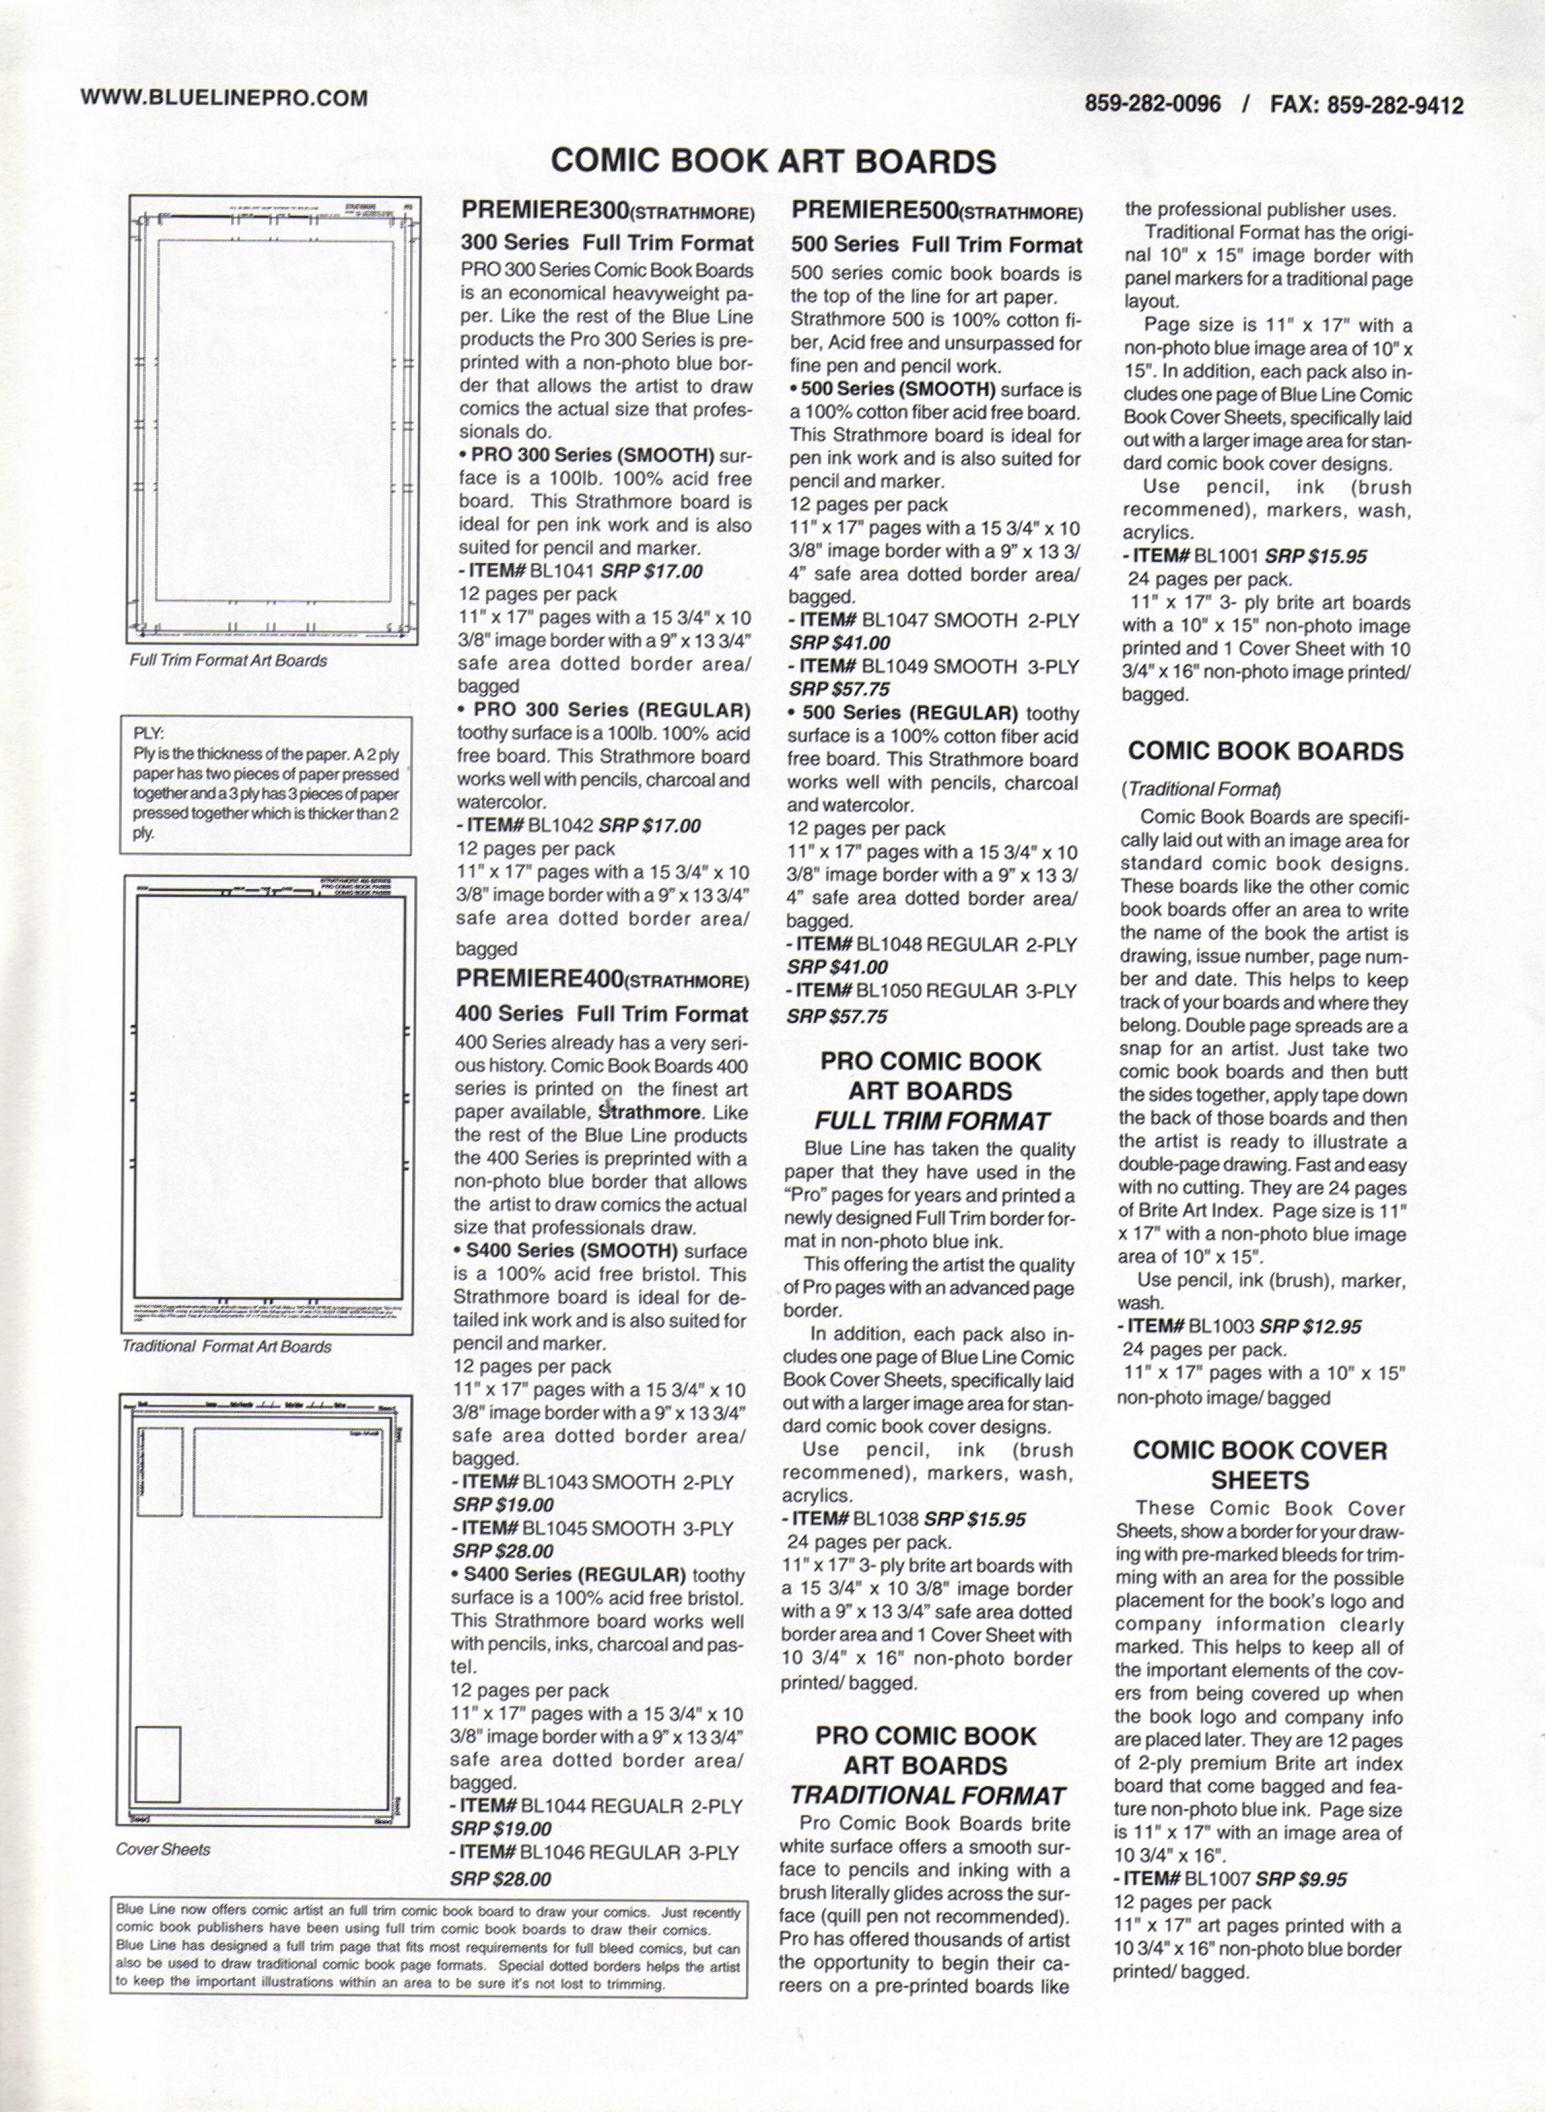 WWW.BLUELINEPRO.COM
859-282-0096 / FAX: 859-282-9412
COMIC BOOK ART BOARDS
Full Trim Format Art Boards
PLY:
Ply is the thickness of the paper. A 2 ply
paper has two pieces of paper pressed
together and a 3 ply has 3 pieces of paper
pressed together which is thicker than 2
ply.
STRATHMORE 400 SERIES
PRO COMIC BOOK PAGES
COMIC BOOK PAGES
Traditional Format Art Boards
Cover Sheets
PREMIERE300(STRATHMORE)
300 Series Full Trim Format
PRO 300 Series Comic Book Boards
is an economical heavyweight pa-
per. Like the rest of the Blue Line
products the Pro 300 Series is pre-
printed with a non-photo blue bor-
der that allows the artist to draw
comics the actual size that profes-
sionals do.
• PRO 300 Series (SMOOTH) sur-
face is a 100lb. 100% acid free
board. This Strathmore board is
ideal for pen ink work and is also
suited for pencil and marker.
- ITEM# BL1041 SRP $17.00
12 pages per pack
11" x 17" pages with a 15 3/4" x 10
3/8" image border with a 9" x 13 3/4"
safe area dotted border area/
bagged
• PRO 300 Series (REGULAR)
toothy surface is a 100lb. 100% acid
free board. This Strathmore board
works well with pencils, charcoal and
watercolor.
- ITEM# BL1042 SRP $17.00
12 pages per pack
11" x 17" pages with a 15 3/4" x 10
3/8" image border with a 9" x 13 3/4"
safe area dotted border area/
bagged
PREMIERE400(STRATHMORE)
400 Series Full Trim Format
400 Series already has a very seri-
ous history. Comic Book Boards 400
series is printed on the finest art
paper available, Strathmore. Like
the rest of the Blue Line products
the 400 Series is preprinted with a
non-photo blue border that allows
the artist to draw comics the actual
size that professionals draw.
• S400 Series (SMOOTH) surface
is a 100% acid free bristol. This
Strathmore board is ideal for de-
tailed ink work and is also suited for
pencil and marker.
12 pages per pack
11" x 17" pages with a 15 3/4" x 10
3/8" image border with a 9" x 13 3/4"
safe area dotted border area/
bagged.
- ITEM# BL1043 SMOOTH 2-PLY
SRP $19.00
- ITEM# BL1045 SMOOTH 3-PLY
SRP $28.00
• S400 Series (REGULAR) toothy
surface is a 100% acid free bristol.
This Strathmore board works well
with pencils, inks, charcoal and pas-
tel.
12 pages per pack
11" x 17" pages with a 15 3/4" x 10
3/8" image border with a 9" x 13 3/4"
safe area dotted border area/
bagged.
- ITEM# BL1044 REGUALR 2-PLY
SRP $19.00
- ITEM# BL1046 REGULAR 3-PLY
SRP $28.00
Blue Line now offers comic artist an full trim comic book board to draw your comics. Just recently
comic book publishers have been using full trim comic book boards to draw their comics.
Blue Line has designed a full trim page that fits most requirements for full bleed comics, but can
also be used to draw traditional comic book page formats. Special dotted borders helps the artist
to keep the important illustrations within an area to be sure it's not lost to trimming.
PREMIERE500(STRATHMORE)
500 Series Full Trim Format
500 series comic book boards is
the top of the line for art paper.
Strathmore 500 is 100% cotton fi-
ber, Acid free and unsurpassed for
fine pen and pencil work.
• 500 Series (SMOOTH) surface is
a 100% cotton fiber acid free board.
This Strathmore board is ideal for
pen ink work and is also suited for
pencil and marker.
12 pages per pack
11" x 17" pages with a 15 3/4" x 10
3/8" image border with a 9" x 13 3/
4" safe area dotted border area/
bagged.
- ITEM# BL1047 SMOOTH 2-PLY
SRP $41.00
- ITEM# BL1049 SMOOTH 3-PLY
SRP $57.75
• 500 Series (REGULAR) toothy
surface is a 100% cotton fiber acid
free board. This Strathmore board
works well with pencils, charcoal
and watercolor.
12 pages per pack
11" x 17" pages with a 15 3/4" x 10
3/8" image border with a 9" x 13 3/
4" safe area dotted border area/
bagged.
- ITEM# BL1048 REGULAR 2-PLY
SRP $41.00
- ITEM# BL1050 REGULAR 3-PLY
SRP $57.75
PRO COMIC BOOK
ART BOARDS
FULL TRIM FORMAT
Blue Line has taken the quality
paper that they have used in the
"Pro" pages for years and printed a
newly designed Full Trim border for-
mat in non-photo blue ink.
This offering the artist the quality
of Pro pages with an advanced page
border.
In addition, each pack also in-
cludes one page of Blue Line Comic
Book Cover Sheets, specifically laid
out with a larger image area for stan-
dard comic book cover designs.
Use pencil, ink (brush
recommened), markers, wash,
acrylics.
- ITEM# BL1038 SRP $15.95
24 pages per pack.
11" x 17" 3- ply brite art boards with
a 15 3/4" x 10 3/8" image border
with a 9" x 13 3/4" safe area dotted
border area and 1 Cover Sheet with
10 3/4" x 16" non-photo border
printed/ bagged.
PRO COMIC BOOK
ART BOARDS
TRADITIONAL FORMAT
Pro Comic Book Boards brite
white surface offers a smooth sur-
face to pencils and inking with a
brush literally glides across the sur-
face (quill pen not recommended).
Pro has offered thousands of artist
the opportunity to begin their ca-
reers on a pre-printed boards like
the professional publisher uses.
Traditional Format has the origi-
nal 10" x 15" image border with
panel markers for a traditional page
layout.
Page size is 11" x 17" with a
non-photo blue image area of 10" x
15". In addition, each pack also in-
cludes one page of Blue Line Comic
Book Cover Sheets, specifically laid
out with a larger image area for stan-
dard comic book cover designs.
Use pencil, ink (brush
recommened), markers, wash,
acrylics.
- ITEM# BL1001 SRP $15.95
24 pages per pack.
11" x 17" 3- ply brite art boards
with a 10" x 15" non-photo image
printed and 1 Cover Sheet with 10
3/4" x 16" non-photo image printed/
bagged.
COMIC BOOK BOARDS
(Traditional Format)
Comic Book Boards are specifi-
cally laid out with an image area for
standard comic book designs.
These boards like the other comic
book boards offer an area to write
the name of the book the artist is
drawing, issue number, page num-
ber and date. This helps to keep
track of your boards and where they
belong. Double page spreads are a
snap for an artist. Just take two
comic book boards and then butt
the sides together, apply tape down
the back of those boards and then
the artist is ready to illustrate a
double-page drawing. Fast and easy
with no cutting. They are 24 pages
of Brite Art Index. Page size is 11"
x 17" with a non-photo blue image
area of 10" x 15".
Use pencil, ink (brush), marker,
wash.
- ITEM# BL1003 SRP $12.95
24 pages per pack.
11" x 17" pages with a 10" x 15"
non-photo image/ bagged
COMIC BOOK COVER
SHEETS
These Comic Book Cover
Sheets, show a border for your draw-
ing with pre-marked bleeds for trim-
ming with an area for the possible
placement for the book's logo and
company information clearly
marked. This helps to keep all of
the important elements of the cov-
ers from being covered up when
the book logo and company info
are placed later. They are 12 pages
of 2-ply premium Brite art index
board that come bagged and fea-
ture non-photo blue ink. Page size
is 11" x 17" with an image area of
10 3/4" x 16".
- ITEM# BL1007 SRP $9.95
12 pages per pack
11" x 17" art pages printed with a
10 3/4" x 16" non-photo blue border
printed/ bagged.